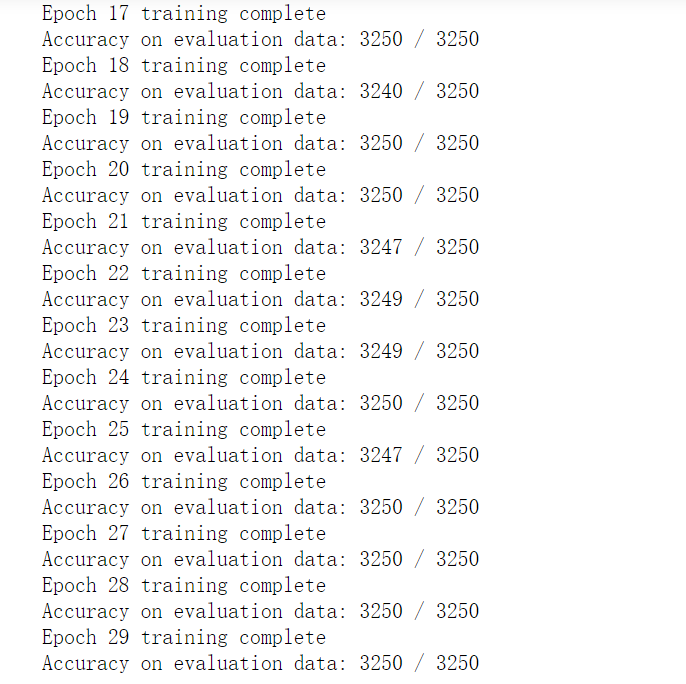 Epoch 17 training complete
Accuracy on evaluation data: 3250 / 3250
Epoch 18 training complete
Accuracy on evaluation data: 3240 / 3250
Epoch 19 training complete
Accuracy on evaluation data: 3250 / 3250
Epoch 20 training complete
Accuracy on evaluation data: 3250 / 3250
Epoch 21 training complete
Accuracy on evaluation data: 3247 / 3250
Epoch 22 training complete
Accuracy on evaluation data: 3249 / 3250
Epoch 23 training complete
Accuracy on evaluation data: 3249 / 3250
Epoch 24 training complete
Accuracy on evaluation data: 3250 / 3250
Epoch 25 training complete
Accuracy on evaluation data: 3247 / 3250
Epoch 26 training complete
Accuracy on evaluation data: 3250 / 3250
Epoch 27 training complete
Accuracy on evaluation data: 3250 / 3250
Epoch 28 training complete
Accuracy on evaluation data: 3250 / 3250
Epoch 29 training complete
Accuracy on evaluation data: 3250 / 3250